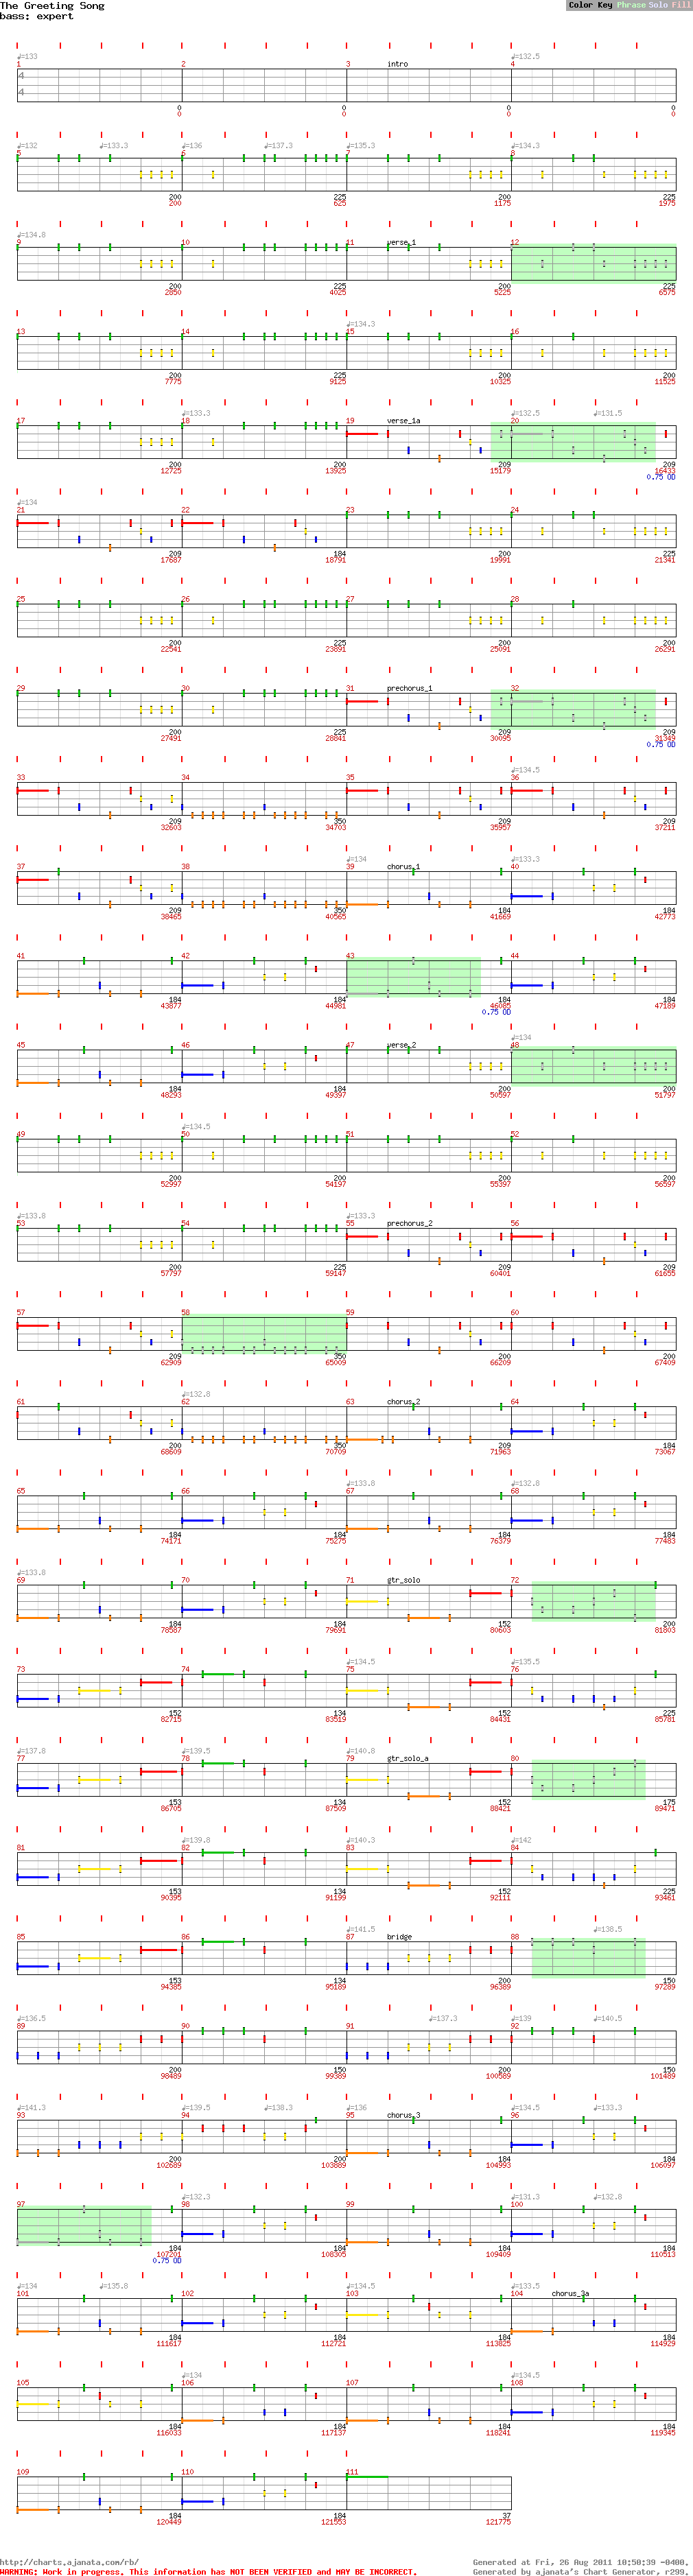 The Greeting Song
Color Key Phrase Solo Fill
bass: expert
♩=133 ♩=132.5
1 2 3 intro 4
4
4
0 0 0 0
0 0 0 0
♩=132 ♩=133.3 ♩=136 ♩=137.3 ♩=135.3 ♩=134.3
5 6 7 8
200 225 200 225
200 625 1175 1975
♩=134.8
9 10 11 verse_1 12
200 225 200 225
2850 4025 5225 6575
♩=134.3
13 14 15 16
200 225 200 200
7775 9125 10325 11525
♩=133.3 ♩=132.5 ♩=131.5
17 18 19 verse_1a 20
200 200 209 209
12725 13925 15179 16433
0.75 OD
♩=134
21 22 23 24
209 184 200 225
17687 18791 19991 21341
25 26 27 28
200 225 200 200
22541 23891 25091 26291
29 30 31 prechorus_1 32
200 225 209 209
27491 28841 30095 31349
0.75 OD
♩=134.5
33 34 35 36
209 350 209 209
32603 34703 35957 37211
♩=134 ♩=133.3
37 38 39 chorus_1 40
209 350 184 184
38465 40565 41669 42773
41 42 43 44
184 184 184 184
43877 44981 46085 47189
0.75 OD
♩=134
45 46 47 verse_2 48
184 184 200 200
48293 49397 50597 51797
♩=134.5
49 50 51 52
200 200 200 200
52997 54197 55397 56597
♩=133.8 ♩=133.3
53 54 55 prechorus_2 56
200 225 209 209
57797 59147 60401 61655
57 58 59 60
209 350 200 200
62909 65009 66209 67409
♩=132.8
61 62 63 chorus_2 64
200 350 209 184
68609 70709 71963 73067
♩=133.8 ♩=132.8
65 66 67 68
184 184 184 184
74171 75275 76379 77483
♩=133.8
69 70 71 gtr_solo 72
184 184 152 200
78587 79691 80603 81803
♩=134.5 ♩=135.5
73 74 75 76
152 152 225
82715 83519 84431 85781
♩=137.8 ♩=139.5 ♩=140.8
77 78 79 gtr_solo_a 80
153 134 152 175
86705 87509 88421 89471
♩=139.8 ♩=140.3 ♩=142
81 82 83 84
153 134 152 225
90395 91199 92111 93461
♩=141.5 ♩=138.5
85 86 87 bridge 88
153 134 200 150
94385 95189 96389 97289
♩=136.5 ♩=137.3 ♩=139 ♩=140.5
89 90 91 92
200 150 200 150
98489 99389 100589 101489
♩=141.3 ♩=139.5 ♩=138.3 ♩=136 ♩=134.5 ♩=133.3
93 94 95 chorus_3 96
200 200 184 184
102689 103889 104993 106097
♩=132.3 ♩=131.3 ♩=132.8
97 98 99 100
184 184 184 184
107201 108305 109409 110513
0.75 OD
♩=134 ♩=135.8 ♩=134.5 ♩=133.5
101 102 103 104 chorus_3a
184 184 184 184
111617 112721 113825 114929
♩=134 ♩=134.5
105 106 107 108
184 184 184 184
116033 117137 118241 119345
109 110 111
184 184 37
120449 121553 121775
http://charts.ajanata.com/rb/
Generated at Fri, 26 Aug 2011 18:58:39 -0400.
WARNING: Work in progress. This information has NOT BEEN VERIFIED and MAY BE INCORRECT.
Generated by ajanata's Chart Generator, r299.